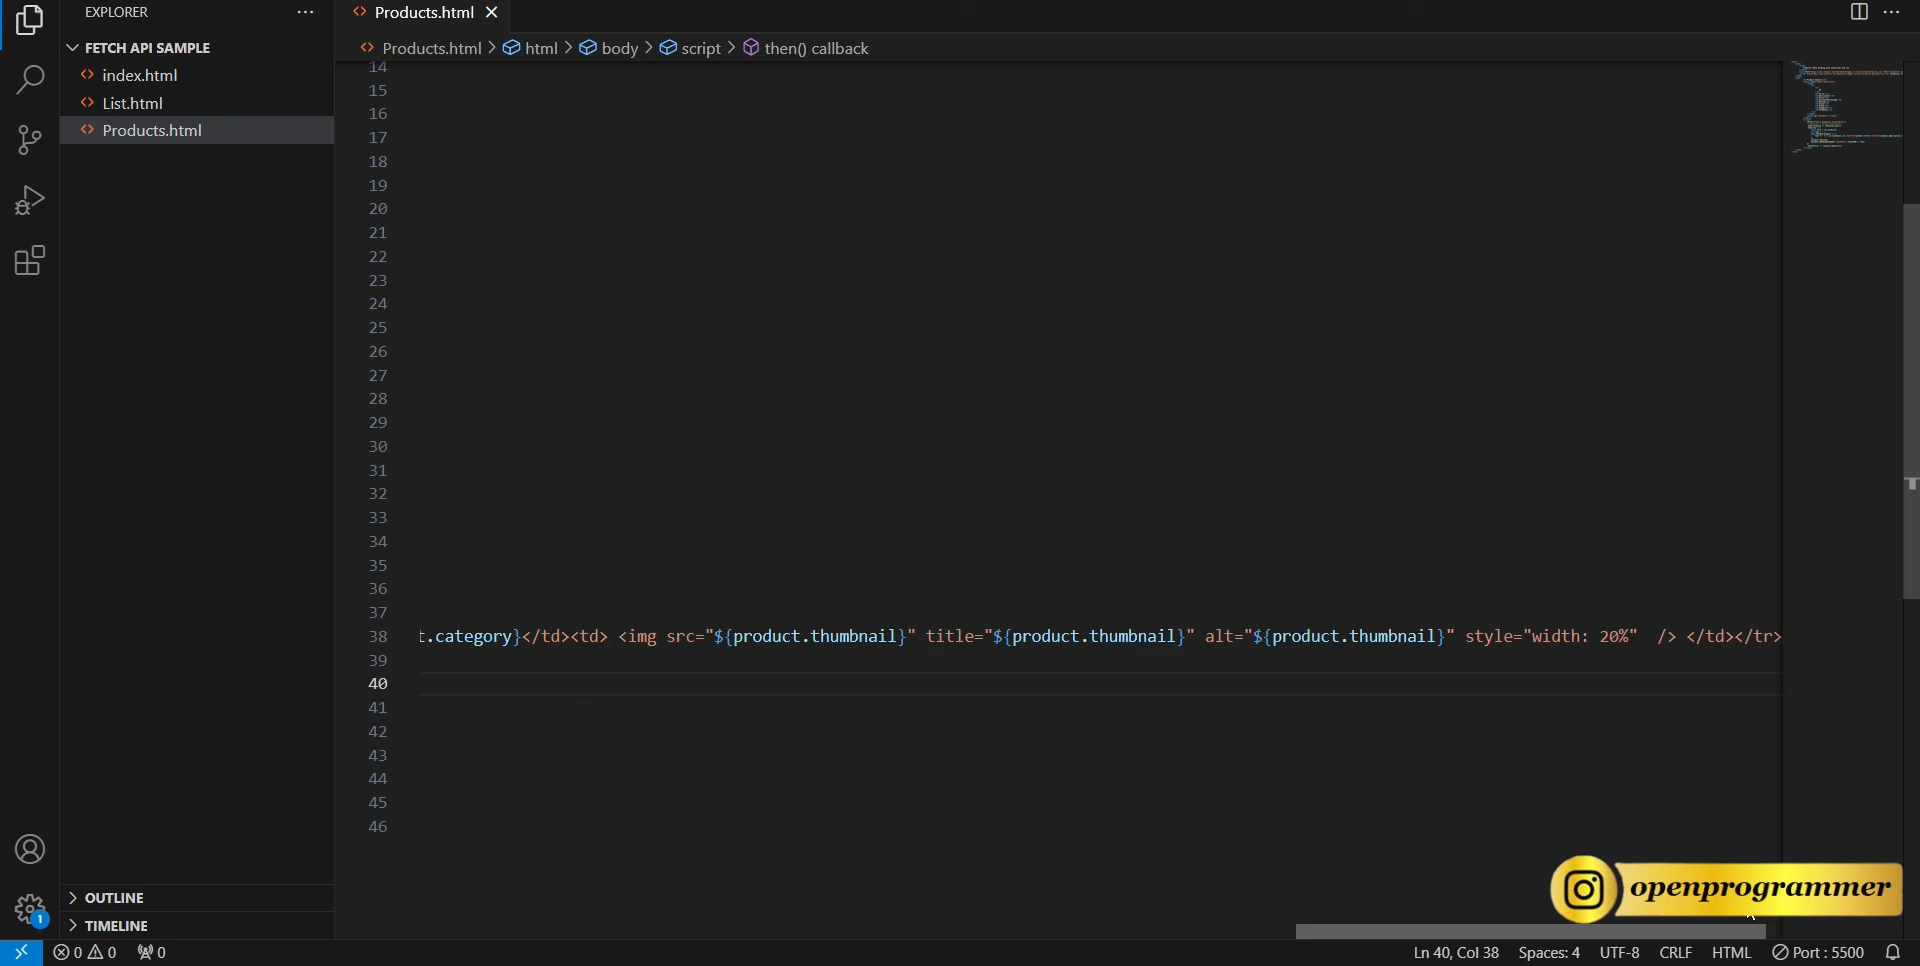 EXPLORER
FETCH API SAMPLE
index.html
List.html
Products.html
Products.html
Products.html > html > body > script > then() callback
14
15
16
17
18
19
20
21
22
23
24
25
26
27
28
29
30
31
32
33
34
35
36
37
38 t.category}</td><td> <img src="${product.thumbnail}" title="${product.thumbnail}" alt="${product.thumbnail}" style="width: 20%"  /> </td></tr>
39
40
41
42
43
44
45
46
openprogrammer
OUTLINE
TIMELINE
1
0 0 0
Ln 40, Col 38 Spaces: 4 UTF-8 CRLF HTML Port : 5500